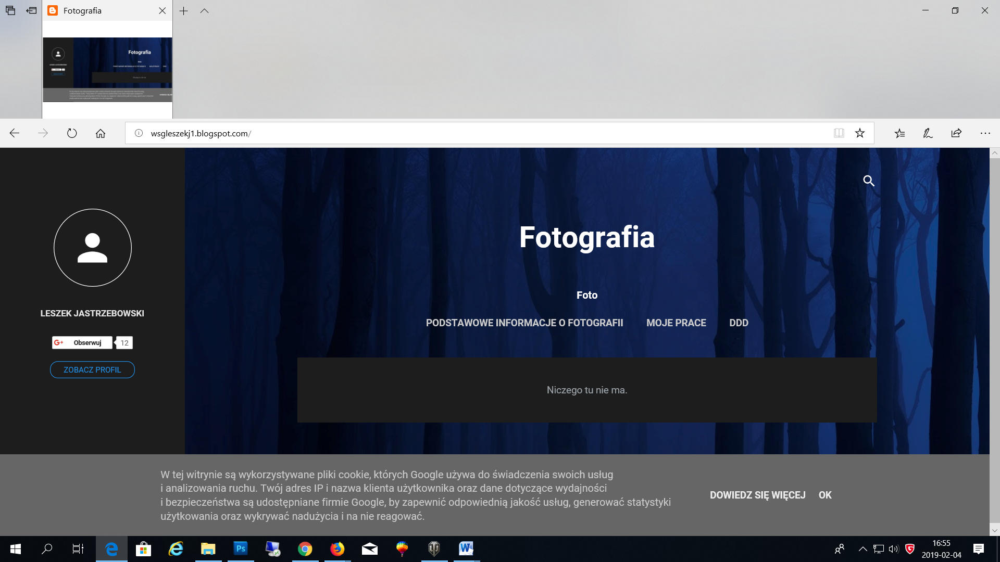 Fotografia
Fotografia
wsgleszekj1.blogspot.com/
LESZEK JASTRZEBOWSKI
G+ Obserwuj 12
ZOBACZ PROFIL
Fotografia
Foto
PODSTAWOWE INFORMACJE O FOTOGRAFII MOJE PRACE DDD
Niczego tu nie ma.
W tej witrynie są wykorzystywane pliki cookie, których Google używa do świadczenia swoich usług
i analizowania ruchu. Twój adres IP i nazwa klienta użytkownika oraz dane dotyczące wydajności
i bezpieczeństwa są udostępniane firmie Google, by zapewnić odpowiednią jakość usług, generować statystyki
użytkowania oraz wykrywać nadużycia i na nie reagować.
DOWIEDZ SIĘ WIĘCEJ OK
Ps
16:55
2019-02-04